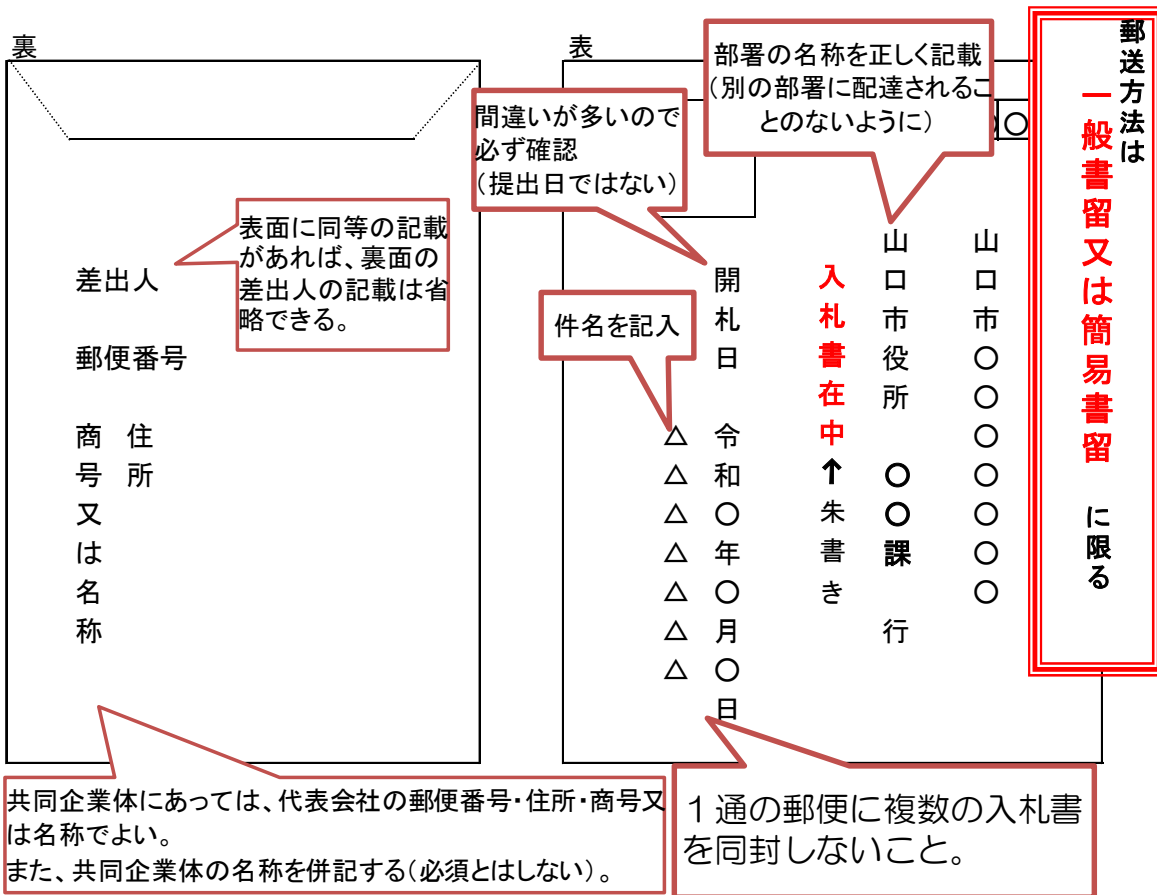 裏
差出人
郵便番号
住所
商号又は名称
表面に同等の記載
があれば、裏面の
差出人の記載は省
略できる。
共同企業体にあっては、代表会社の郵便番号・住所・商号又
は名称でよい。
また、共同企業体の名称を併記する(必須とはしない)。
表
部署の名称を正しく記載
(別の部署に配達されるこ
とのないように)
間違いが多いので
必ず確認
(提出日ではない)
件名を記入
〇
山口市〇〇〇〇〇〇〇
山口市役所 〇〇課 行
入札書在中↑朱書き
開札日 令和〇年〇月〇日
△△△△△△△
1通の郵便に複数の入札書
を同封しないこと。
郵送方法は
一般書留又は簡易書留 に限る